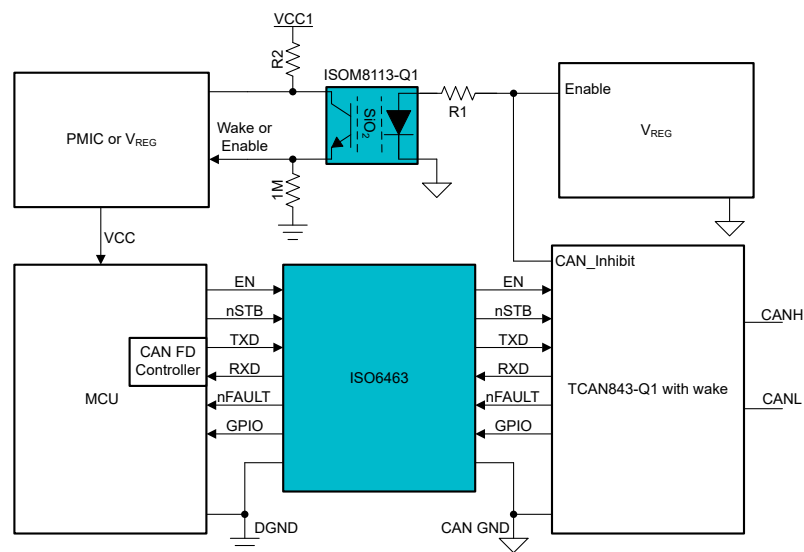 VCC1
R2
ISOM8113-Q1
SiO2
R1
Enable
VREG
PMIC or VREG
Wake or
Enable
1M
VCC
CAN_Inhibit
EN
nSTB
TXD
RXD
nFAULT
GPIO
CAN FD
Controller
MCU
ISO6463
EN
nSTB
TXD
RXD
nFAULT
GPIO
TCAN843-Q1 with wake
CANH
CANL
DGND
CAN GND